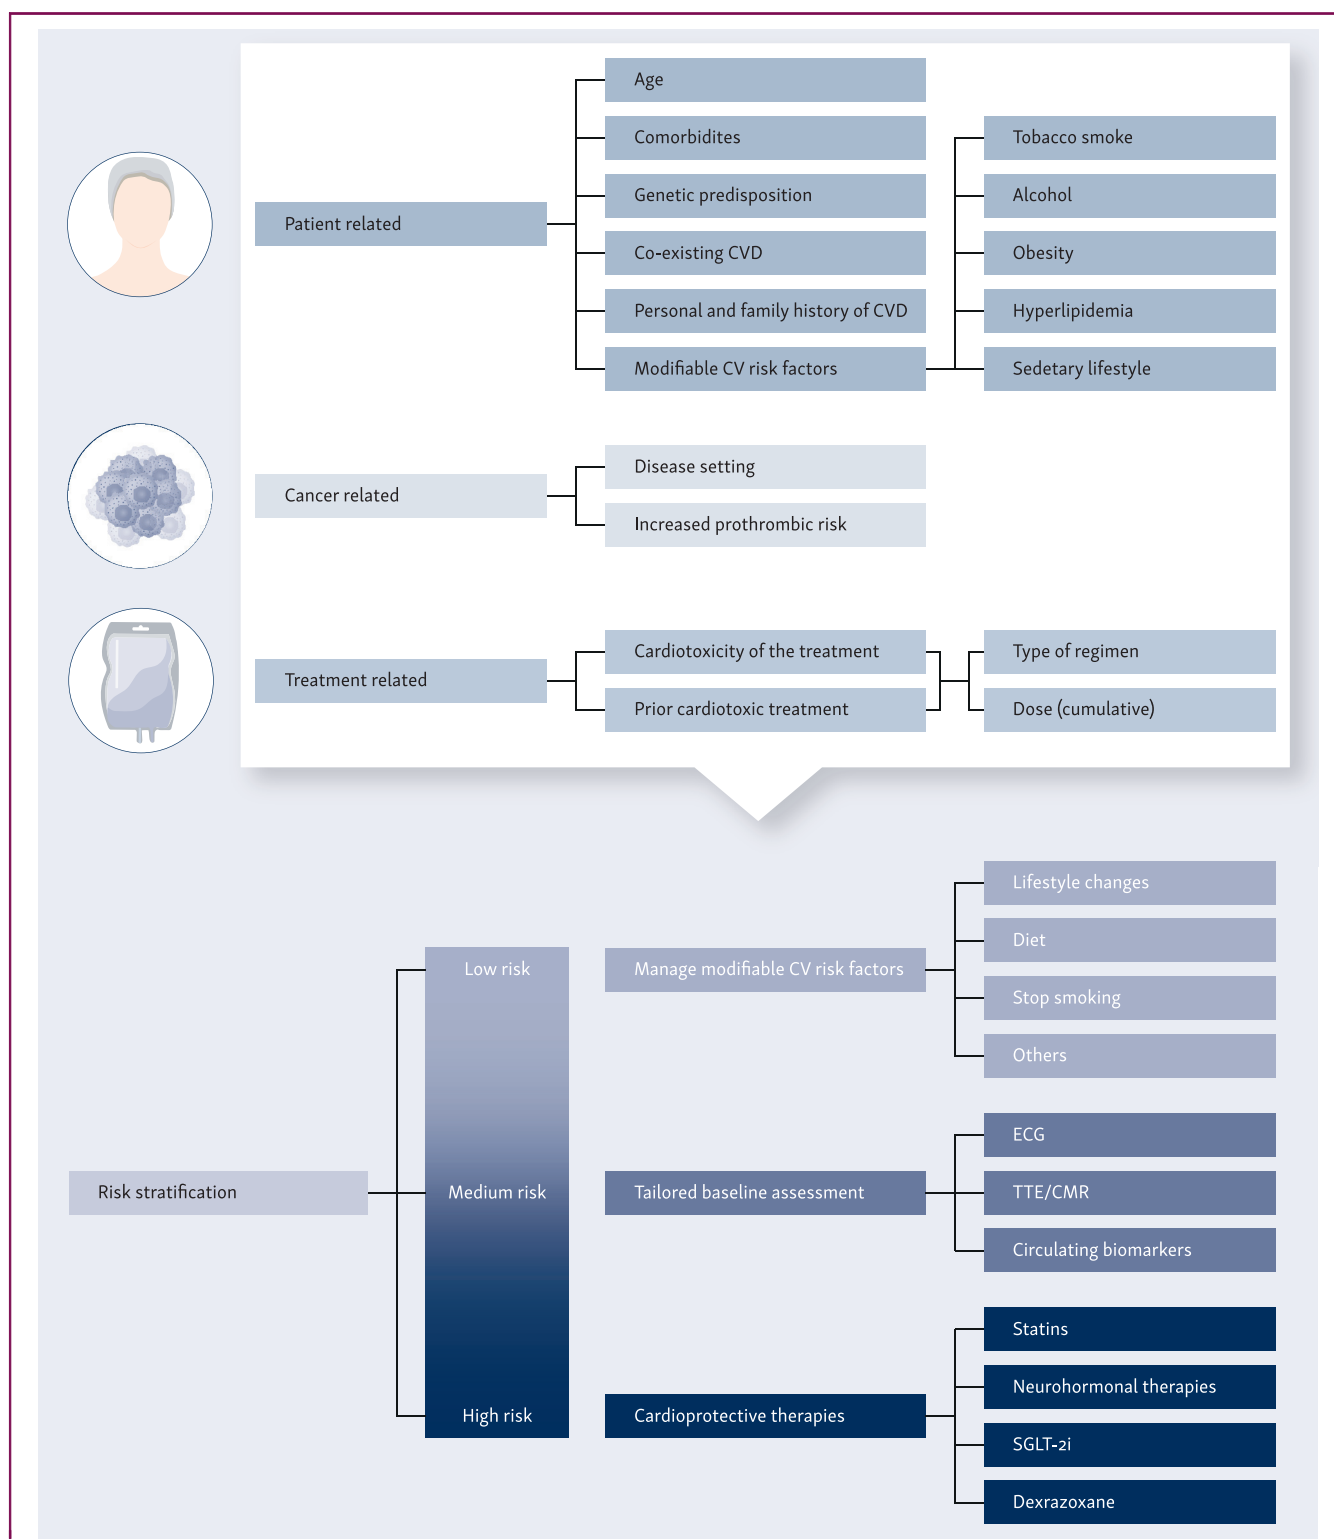 Age
Comorbidites
Genetic predisposition
Patient related
Co-existing CVD
Personal and family history of CVD
Modifiable CV risk factors
Tobacco smoke
Alcohol
Obesity
Hyperlipidemia
Sedetary lifestyle
Cancer related
Disease setting
Increased prothrombic risk
Treatment related
Cardiotoxicity of the treatment
Prior cardiotoxic treatment
Type of regimen
Dose (cumulative)
Risk stratification
Low risk
Medium risk
High risk
Manage modifiable CV risk factors
Lifestyle changes
Diet
Stop smoking
Others
Tailored baseline assessment
ECG
TTE/CMR
Circulating biomarkers
Cardioprotective therapies
Statins
Neurohormonal therapies
SGLT-2i
Dexrazoxane